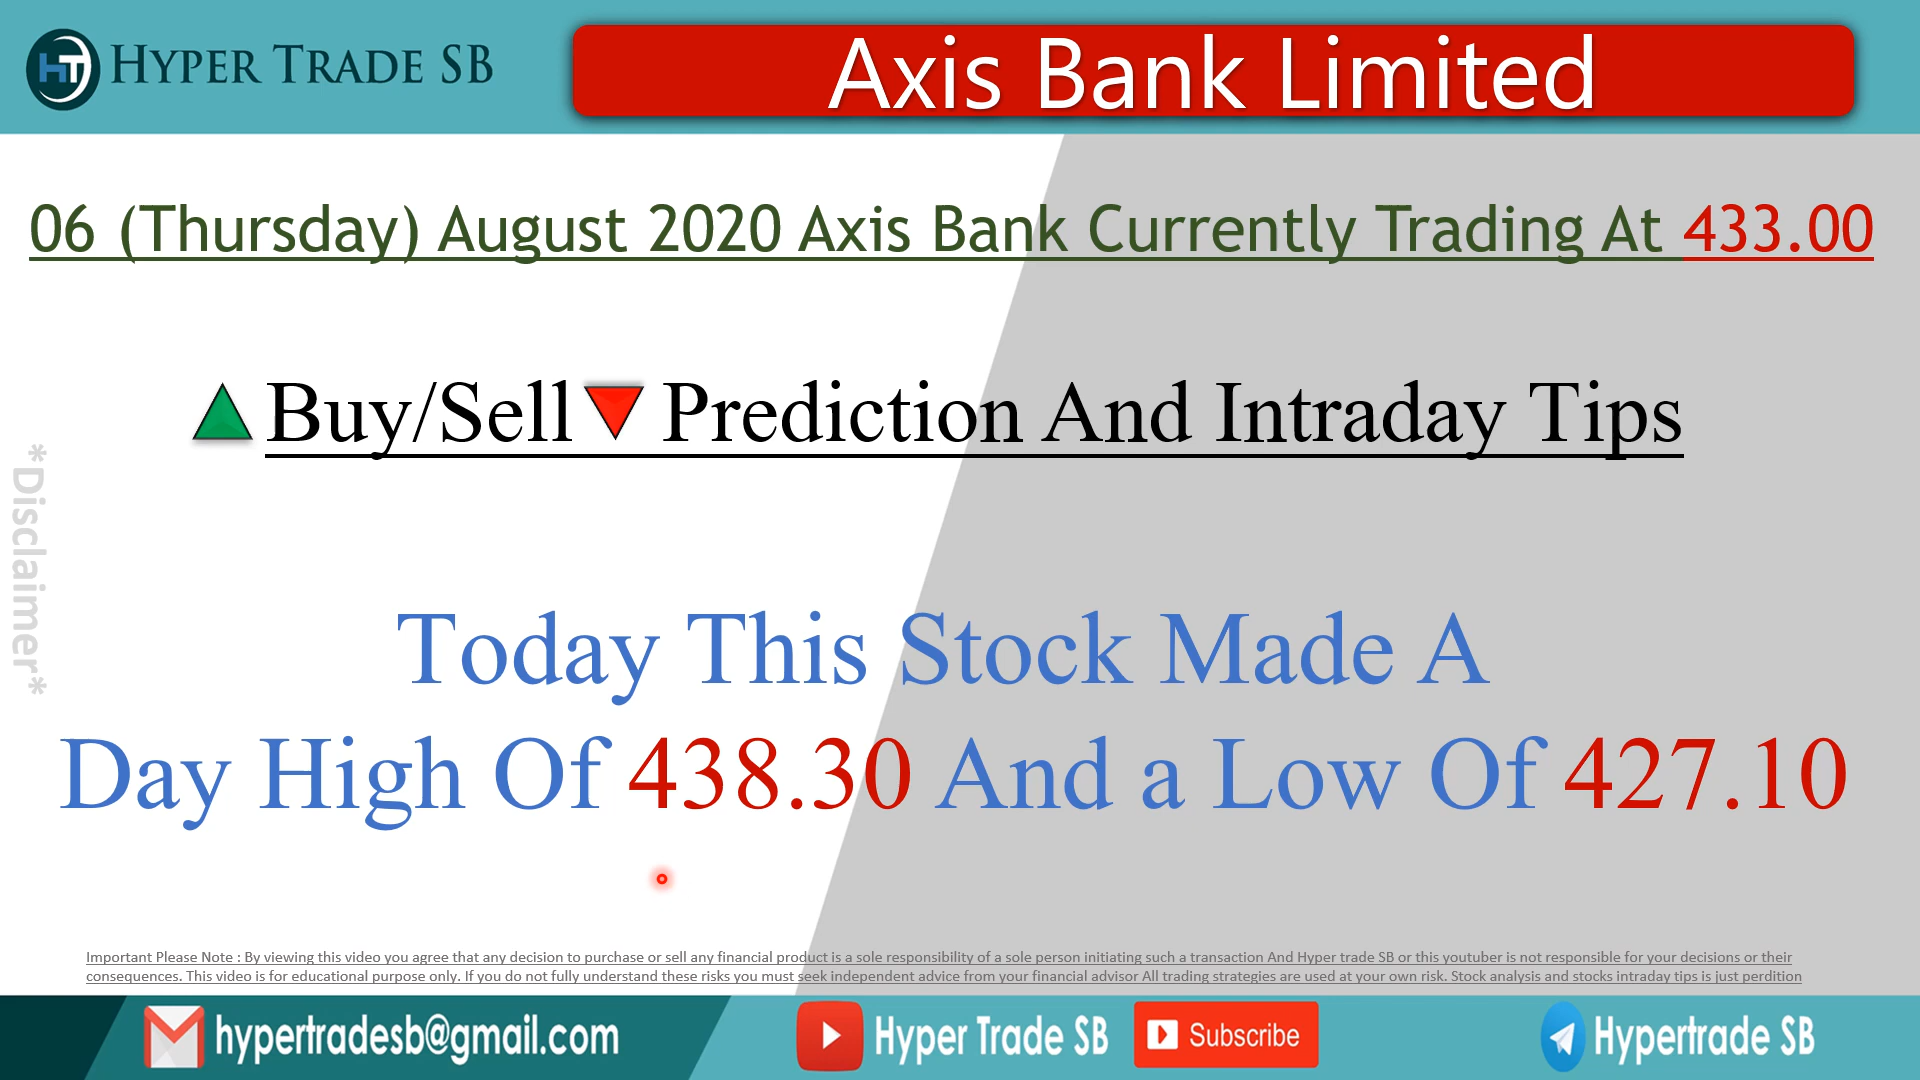 HT HYPER TRADE SB
Axis Bank Limited
06 (Thursday) August 2020 Axis Bank Currently Trading At 433.00
Buy/Sell Prediction And Intraday Tips
*Disclaimer*
Today This Stock Made A
Day High Of 438.30 And a Low Of 427.10
Important Please Note : By viewing this video you agree that any decision to purchase or sell any financial product is a sole responsibility of a sole person initiating such a transaction And Hyper trade SB or this youtuber is not responsible for your decisions or their
consequences. This video is for educational purpose only. If you do not fully understand these risks you must seek independent advice from your financial advisor All trading strategies are used at your own risk. Stock analysis and stocks intraday tips is just perdition
hypertradesb@gmail.com Hyper Trade SB Subscribe Hypertrade SB